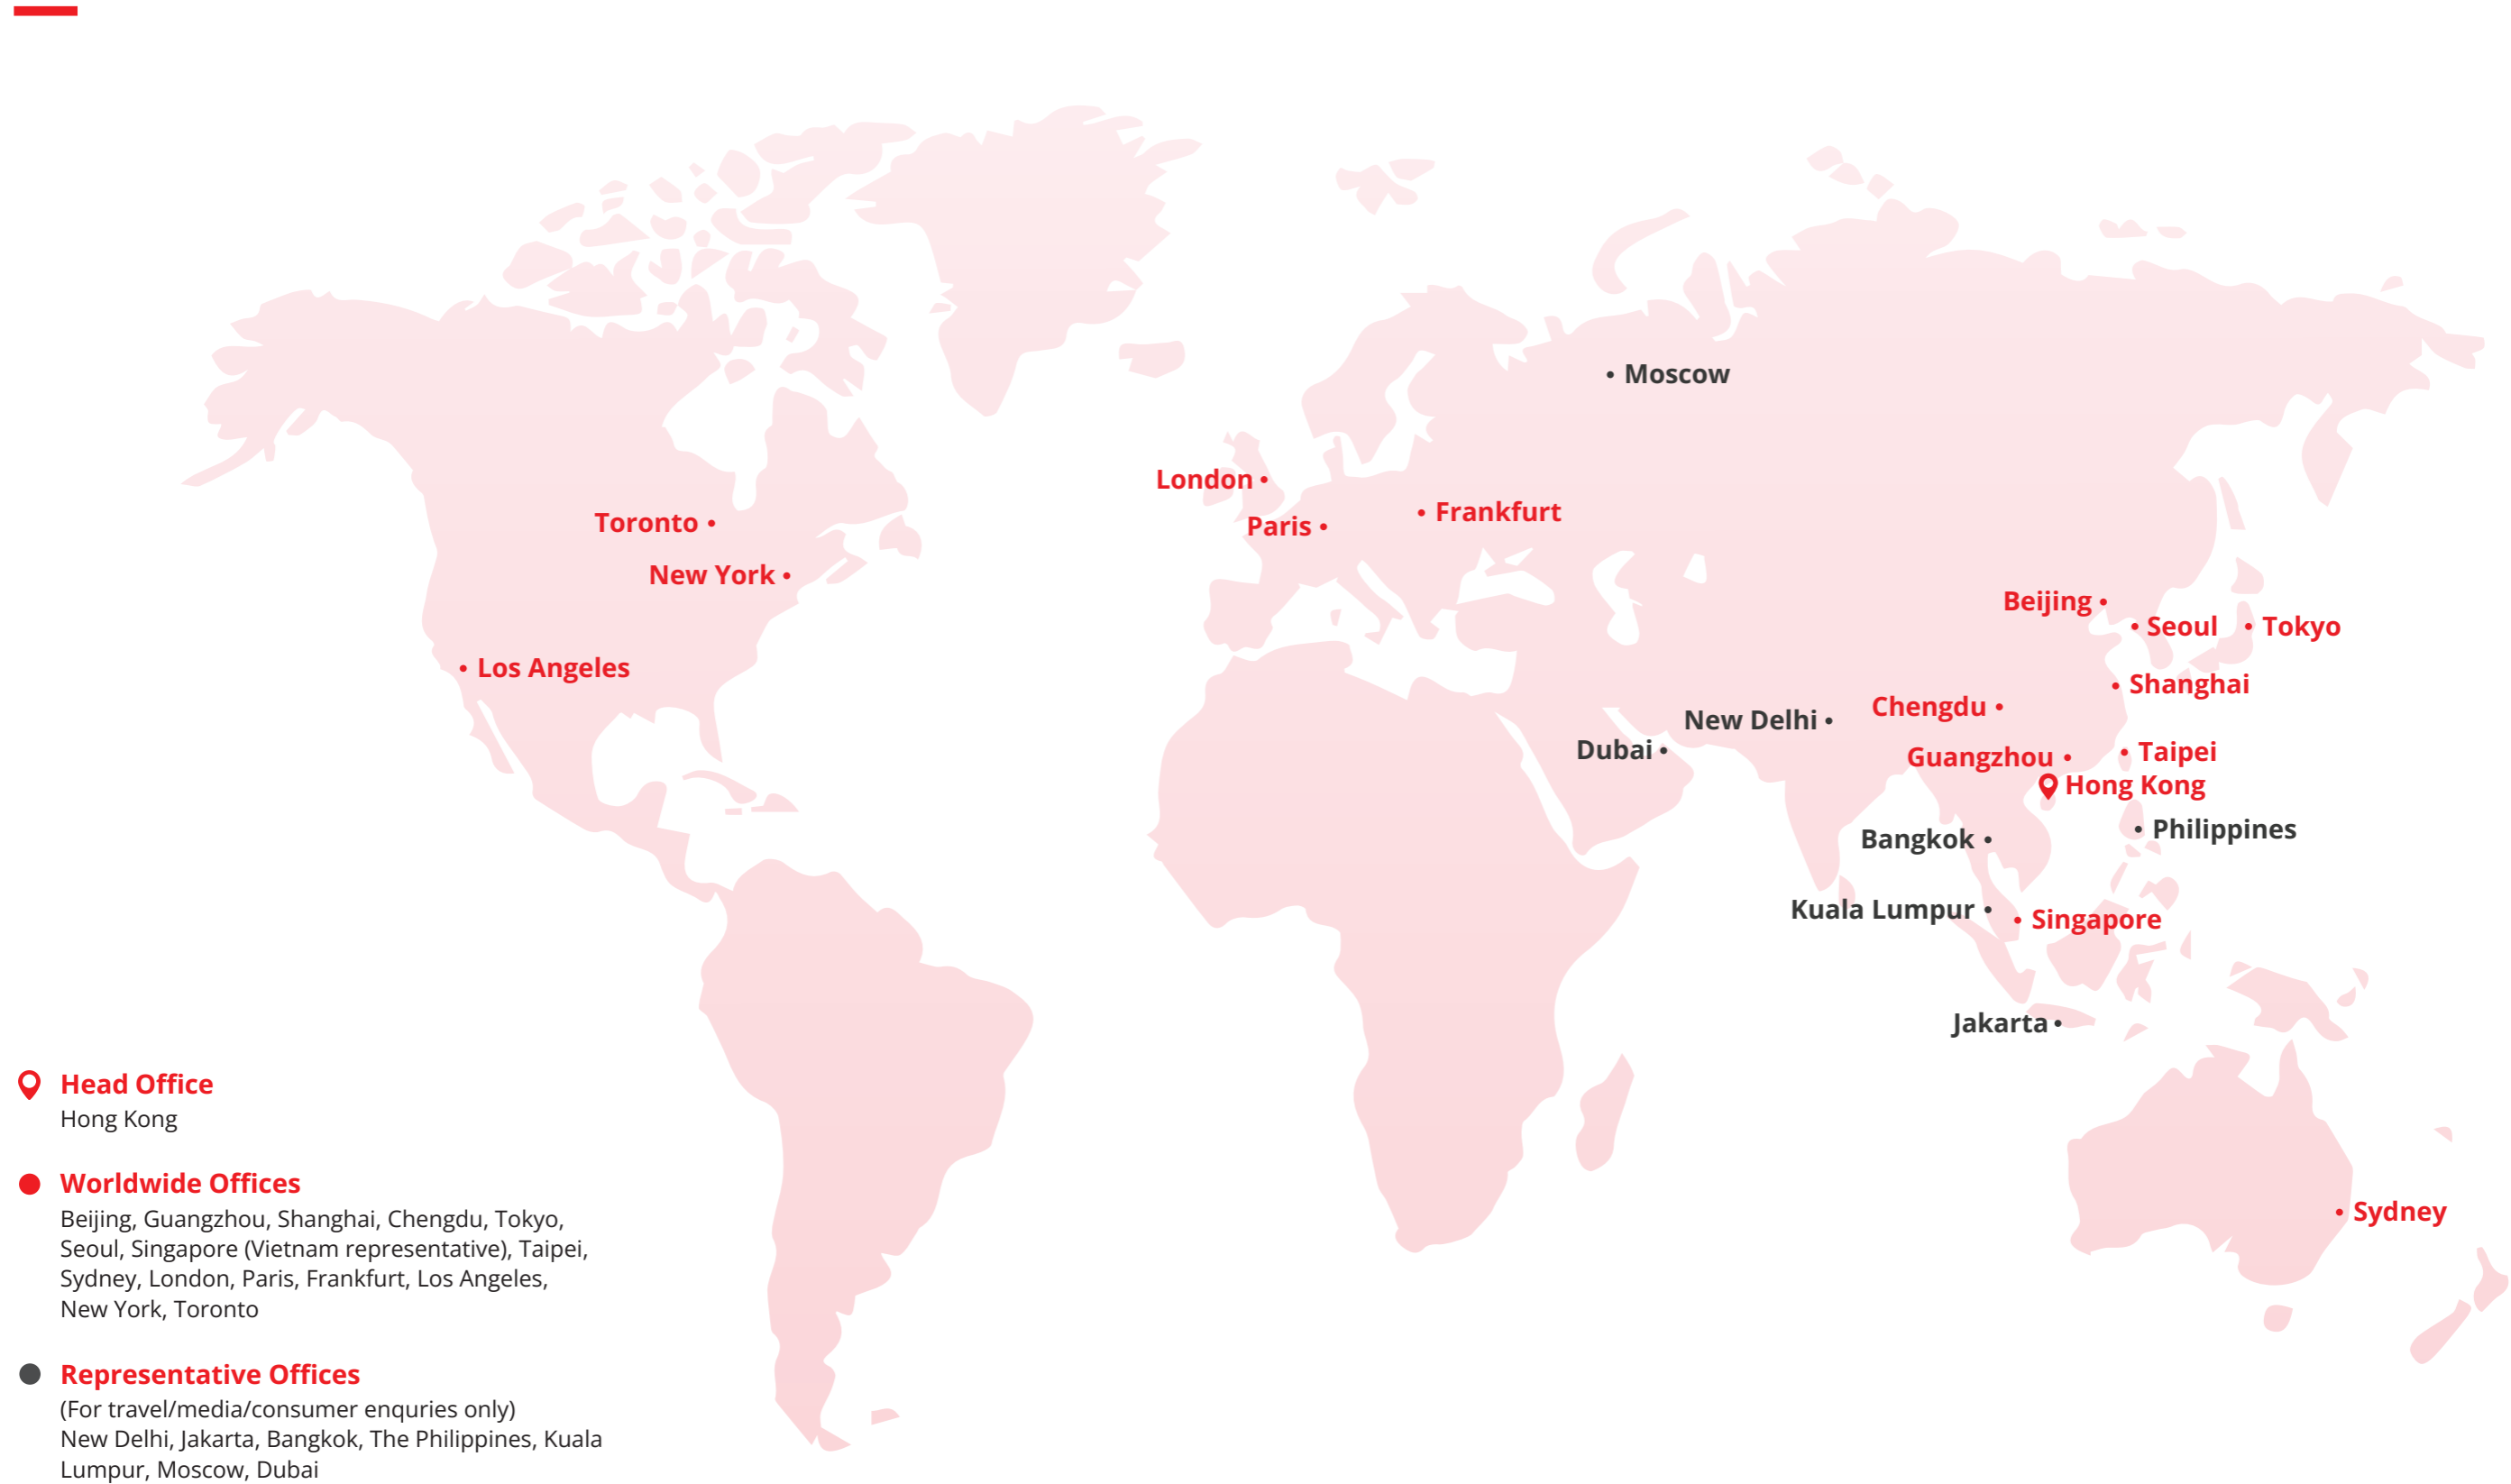 Moscow
London
Frankfurt
Paris
Toronto
New York
Beijing
Seoul
Tokyo
Los Angeles
Shanghai
Chengdu
New Delhi
Dubai
Taipei
Guangzhou
Hong Kong
Philippines
Bangkok
Kuala Lumpur
Singapore
Jakarta
Sydney
Head Office
Hong Kong
Worldwide Offices
Beijing, Guangzhou, Shanghai, Chengdu, Tokyo,
Seoul, Singapore (Vietnam representative), Taipei,
Sydney, London, Paris, Frankfurt, Los Angeles,
New York, Toronto
Representative Offices
(For travel/media/consumer enquries only)
New Delhi, Jakarta, Bangkok, The Philippines, Kuala
Lumpur, Moscow, Dubai